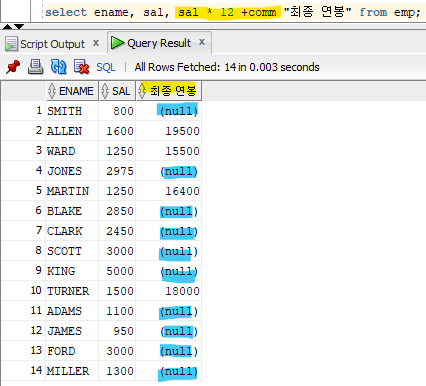 select ename, sal, sal * 12 +comm "최종 연봉" from emp;
Script Output × Query Result ×
SQL | All Rows Fetched: 14 in 0.003 seconds
ENAME SAL 최종 연봉
1 SMITH 800 (null)
2 ALLEN 1600 19500
3 WARD 1250 15500
4 JONES 2975 (null)
5 MARTIN 1250 16400
6 BLAKE 2850 (null)
7 CLARK 2450 (null)
8 SCOTT 3000 (null)
9 KING 5000 (null)
10 TURNER 1500 18000
11 ADAMS 1100 (null)
12 JAMES 950 (null)
13 FORD 3000 (null)
14 MILLER 1300 (null)